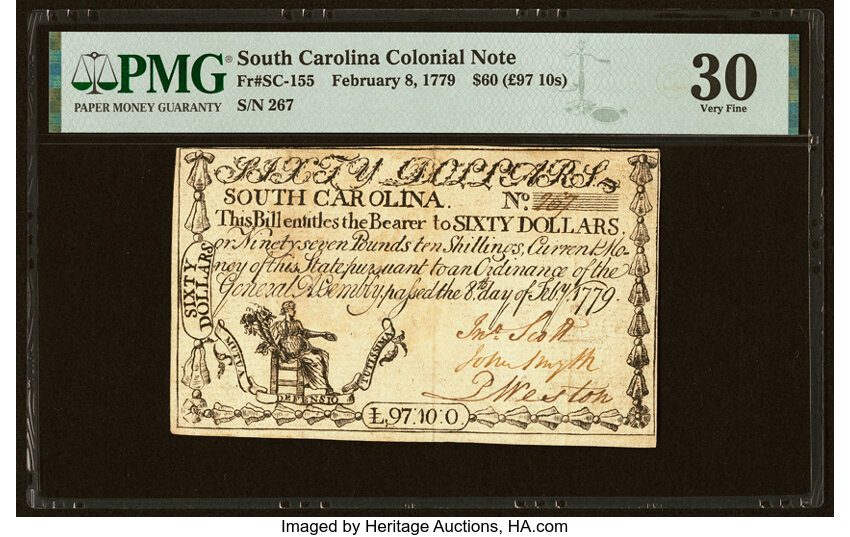 PMG®
PAPER MONEY GUARANTY
South Carolina Colonial Note
Fr#SC-155 February 8, 1779 $60 (£97 10s)
S/N 267
30
Very Fine
SIXTY DOLLARS.
SOUTH CAROLINA. No. 267
This Bill entitles the Bearer to SIXTY DOLLARS.
or Ninety seven Pounds ten Shillings, Current Mo-
ney of this State pursuant to an Ordinance of the
General Assembly passed the 8th. day of Feby. 1779
SIXTY
DOLLARS
MUTUA
DEFENSIO
TUTISSIMA
Jno. Scott
John Smyth
P Weston
£,97.10:0
Imaged by Heritage Auctions, HA.com